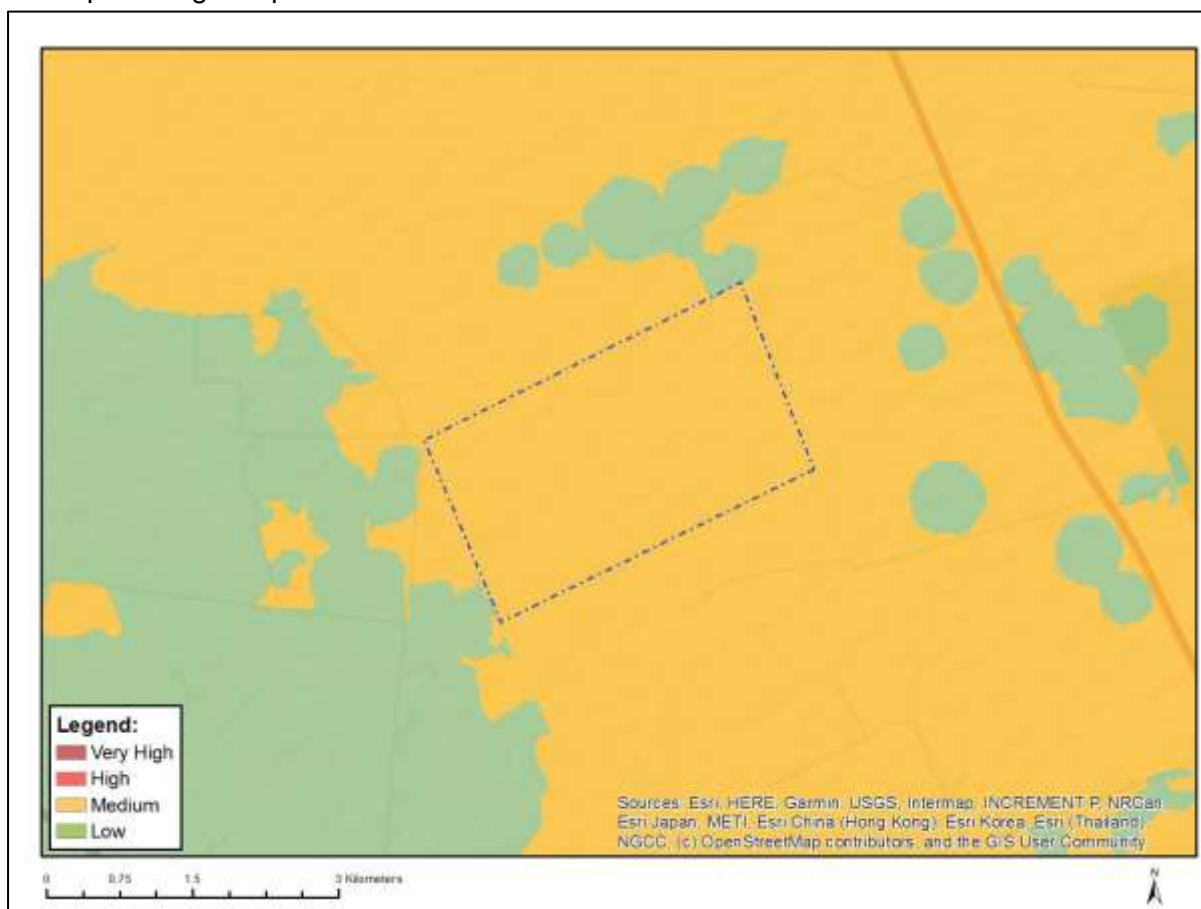 Legend:
Very High
High
Medium
Low
Sources: Esri, HERE, Garmin, USGS, Intermap, INCREMENT P, NRCan
Esri Japan, METI, Esri China (Hong Kong), Esri Korea, Esri (Thailand),
NGCC, (c) OpenStreetMap contributors, and the GIS User Community
0 0.75 1.5 3 Kilometers
N